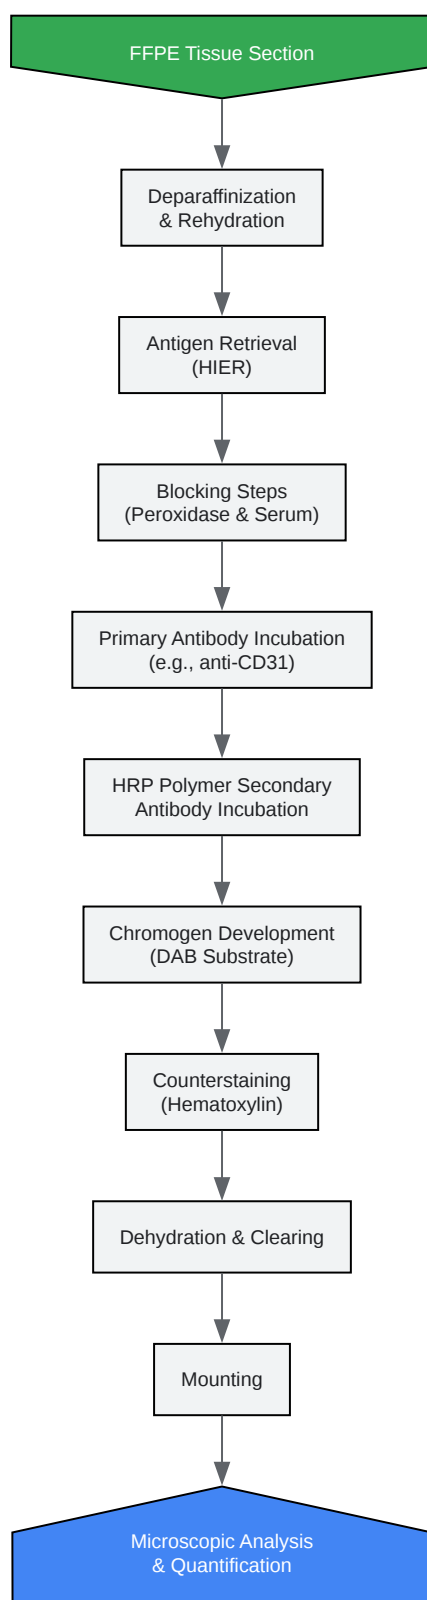 FFPE Tissue Section
Deparaffinization
& Rehydration
Antigen Retrieval
(HIER)
Blocking Steps
(Peroxidase & Serum)
Primary Antibody Incubation
(e.g., anti-CD31)
HRP Polymer Secondary
Antibody Incubation
Chromogen Development
(DAB Substrate)
Counterstaining
(Hematoxylin)
Dehydration & Clearing
Mounting
Microscopic Analysis
& Quantification